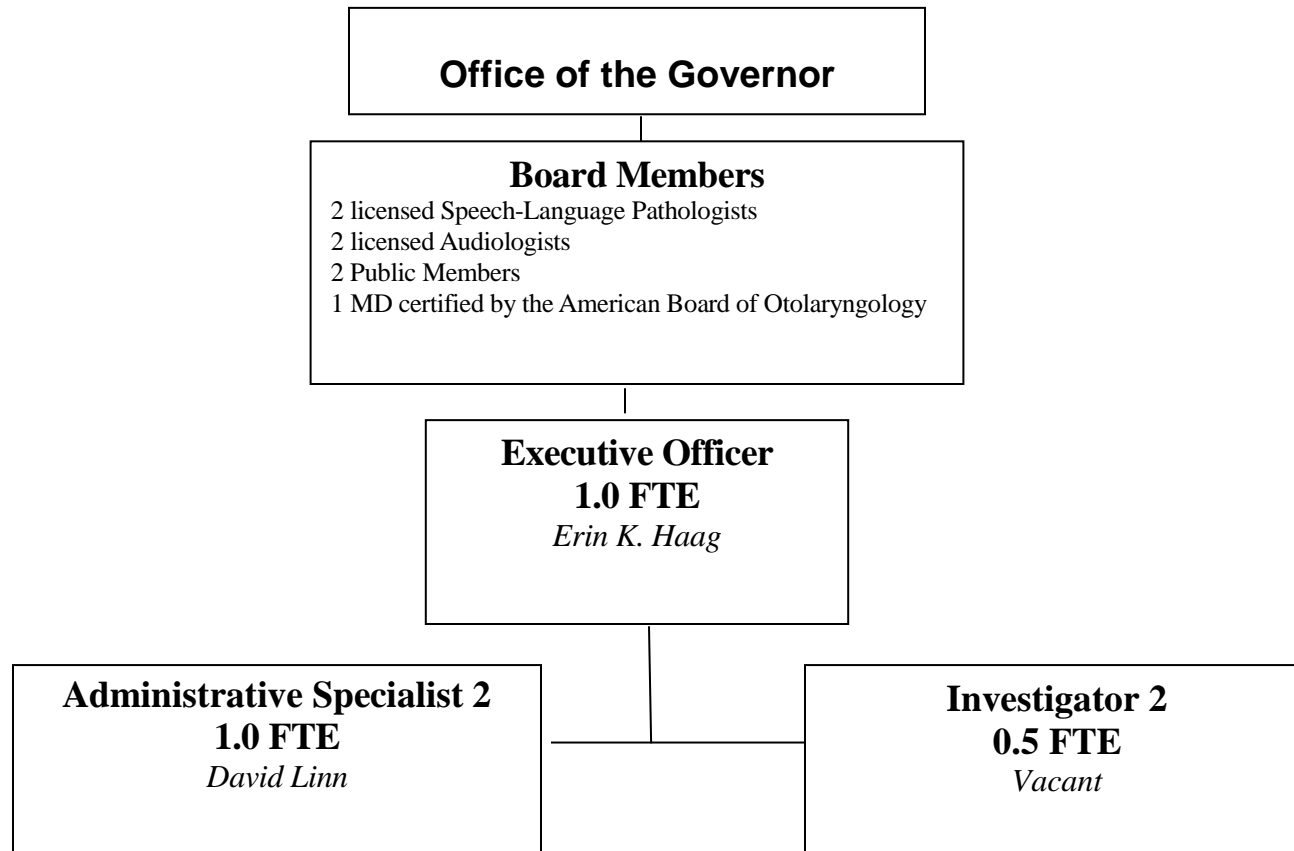 Office of the Governor
Board Members
2 licensed Speech-Language Pathologists
2 licensed Audiologists
2 Public Members
1 MD certified by the American Board of Otolaryngology
Executive Officer
1.0 FTE
Erin K. Haag
Administrative Specialist 2
1.0 FTE
David Linn
Investigator 2
0.5 FTE
Vacant